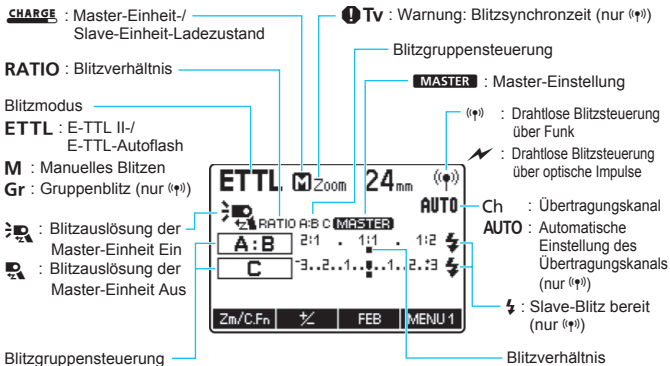 CHARGE : Master-Einheit-/
Slave-Einheit-Ladezustand
RATIO : Blitzverhältnis
Blitzmodus
ETTL : E-TTL II-/
E-TTL-Autoflash
M : Manuelles Blitzen
Gr : Gruppenblitz (nur)
: Blitzauslösung der
Master-Einheit Ein
: Blitzauslösung der
Master-Einheit Aus
Blitzgruppensteuerung
Tv : Warnung: Blitzsynchronzeit (nur)
Blitzgruppensteuerung
MASTER : Master-Einstellung
: Drahtlose Blitzsteuerung
über Funk
: Drahtlose Blitzsteuerung
über optische Impulse
Ch : Übertragungskanal
AUTO : Automatische
Einstellung des
Übertragungskanals
(nur)
: Slave-Blitz bereit
(nur)
Blitzverhältnis
ETTL M Zoom 24mm
AUTO
RATIO A:B C MASTER
A:B 2:1 . 1:1 . 1:2
C -3..2..1..0..1..2..+3
Zm/C.Fn +/- FEB MENU 1